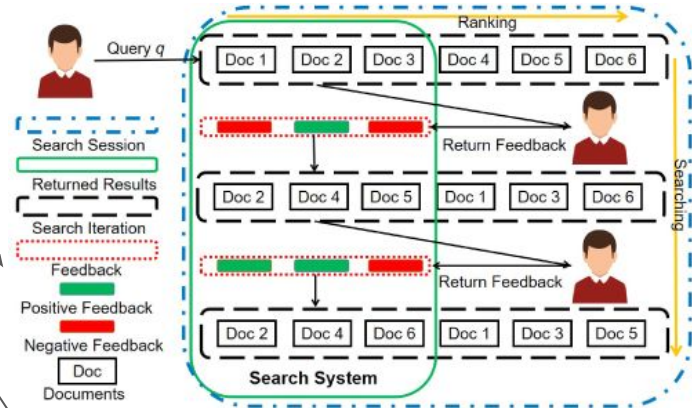 Ranking
Query q
Doc 1 Doc 2 Doc 3 Doc 4 Doc 5 Doc 6
Search Session
Return Feedback
Returned Results
Searching
Doc 2 Doc 4 Doc 5 Doc 1 Doc 3 Doc 6
Search Iteration
Feedback
Return Feedback
Positive Feedback
Negative Feedback
Doc 2 Doc 4 Doc 6 Doc 1 Doc 3 Doc 5
Doc
Search System
Documents